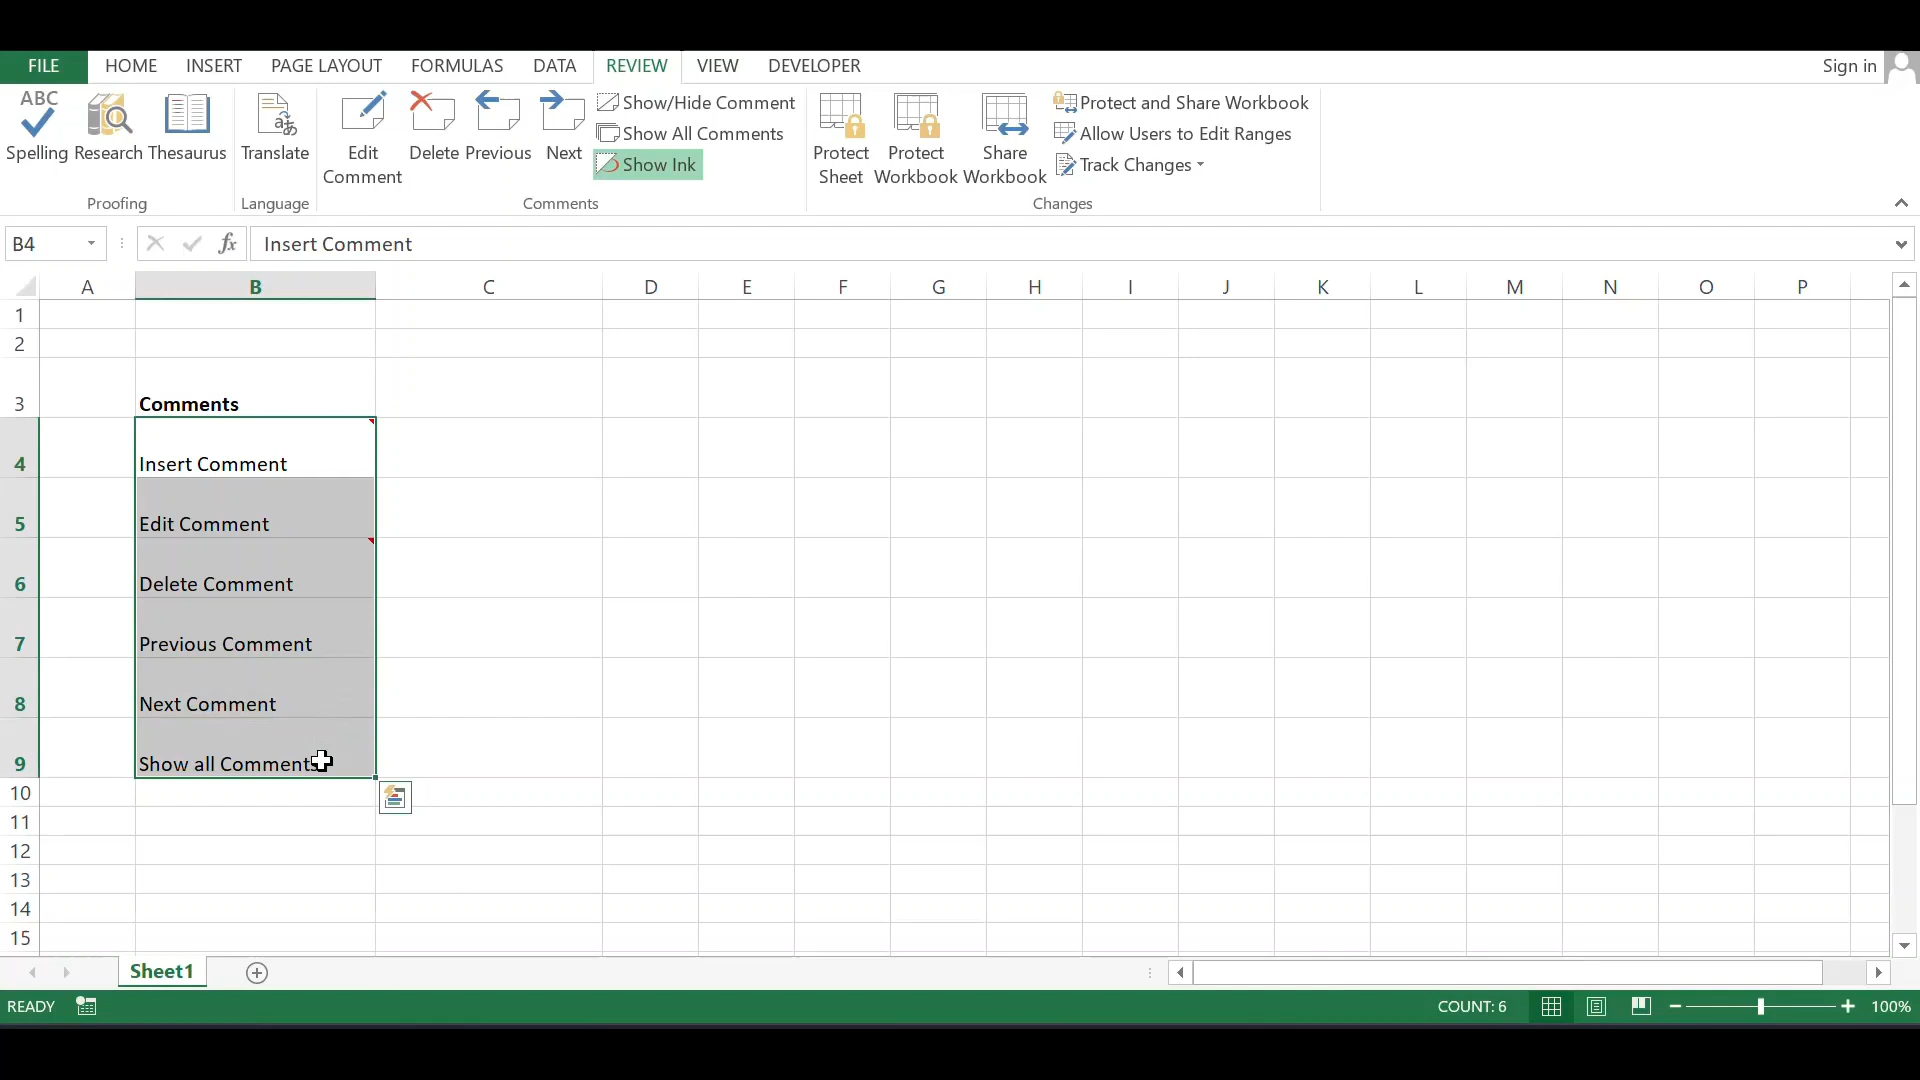 FILE HOME INSERT PAGE LAYOUT FORMULAS DATA REVIEW VIEW DEVELOPER Sign in
ABC
Spelling Research Thesaurus Translate Edit Comment Delete Previous Next
Show/Hide Comment
Show All Comments
Show Ink
Protect Sheet Protect Workbook Share Workbook
Protect and Share Workbook
Allow Users to Edit Ranges
Track Changes
Proofing Language Comments Changes
B4 fx Insert Comment
A B C D E F G H I J K L M N O P
1
2
3 Comments
4 Insert Comment
5 Edit Comment
6 Delete Comment
7 Previous Comment
8 Next Comment
9 Show all Comments
10
11
12
13
14
15
Sheet1
READY COUNT: 6 100%